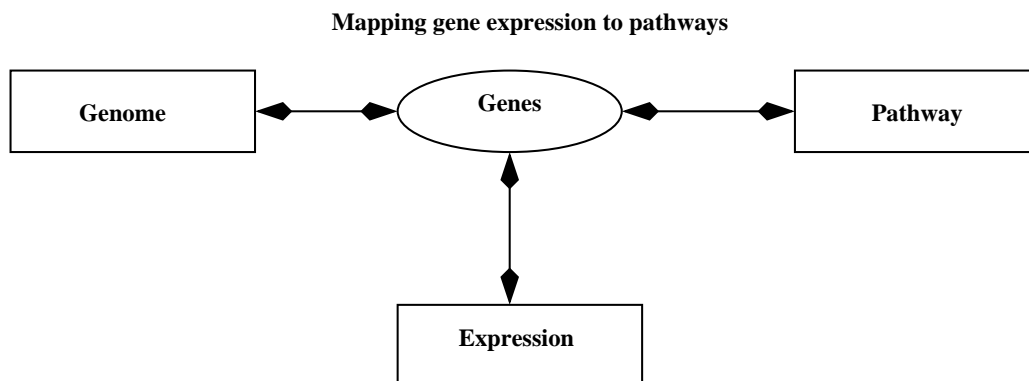 Mapping gene expression to pathways
Genome
Genes
Pathway
Expression